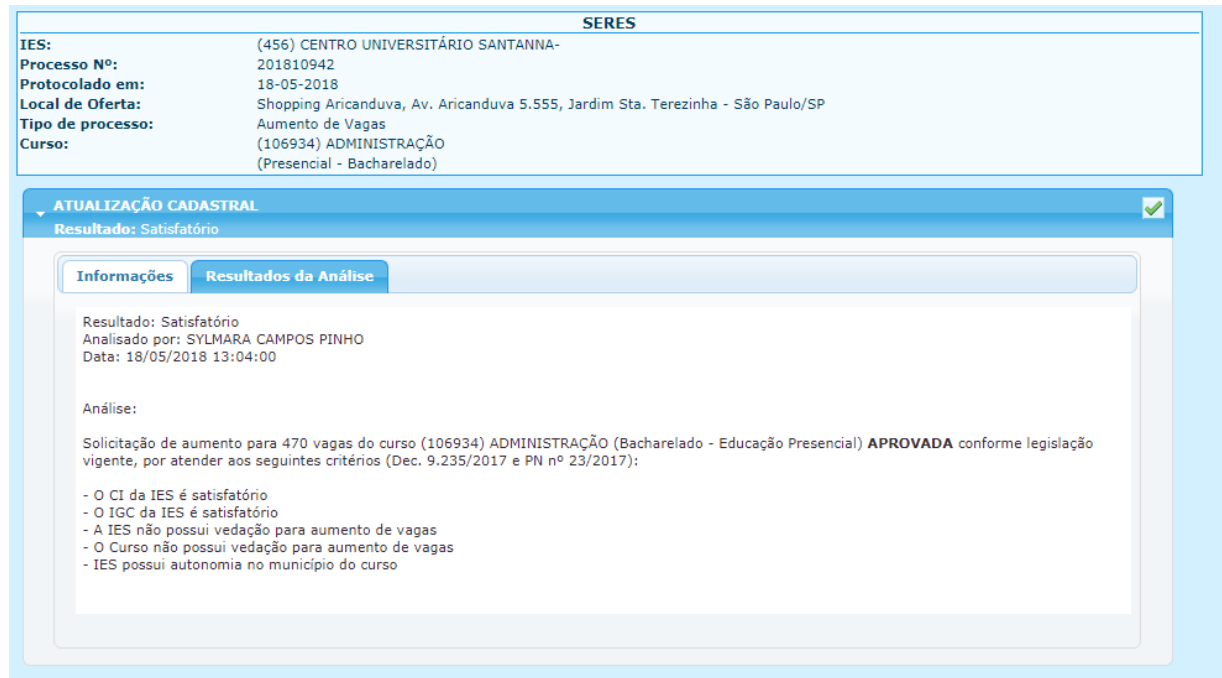 SERES
IES: (456) CENTRO UNIVERSITÁRIO SANTANNA-
Processo Nº: 201810942
Protocolado em: 18-05-2018
Local de Oferta: Shopping Aricanduva, Av. Aricanduva 5.555, Jardim Sta. Terezinha - São Paulo/SP
Tipo de processo: Aumento de Vagas
Curso: (106934) ADMINISTRAÇÃO
(Presencial - Bacharelado)
ATUALIZAÇÃO CADASTRAL
Resultado: Satisfatório
Informações Resultados da Análise
Resultado: Satisfatório
Analisado por: SYLMARA CAMPOS PINHO
Data: 18/05/2018 13:04:00
Análise:
Solicitação de aumento para 470 vagas do curso (106934) ADMINISTRAÇÃO (Bacharelado - Educação Presencial) APROVADA conforme legislação
vigente, por atender aos seguintes critérios (Dec. 9.235/2017 e PN nº 23/2017):
- O CI da IES é satisfatório
- O IGC da IES é satisfatório
- A IES não possui vedação para aumento de vagas
- O Curso não possui vedação para aumento de vagas
- IES possui autonomia no município do curso